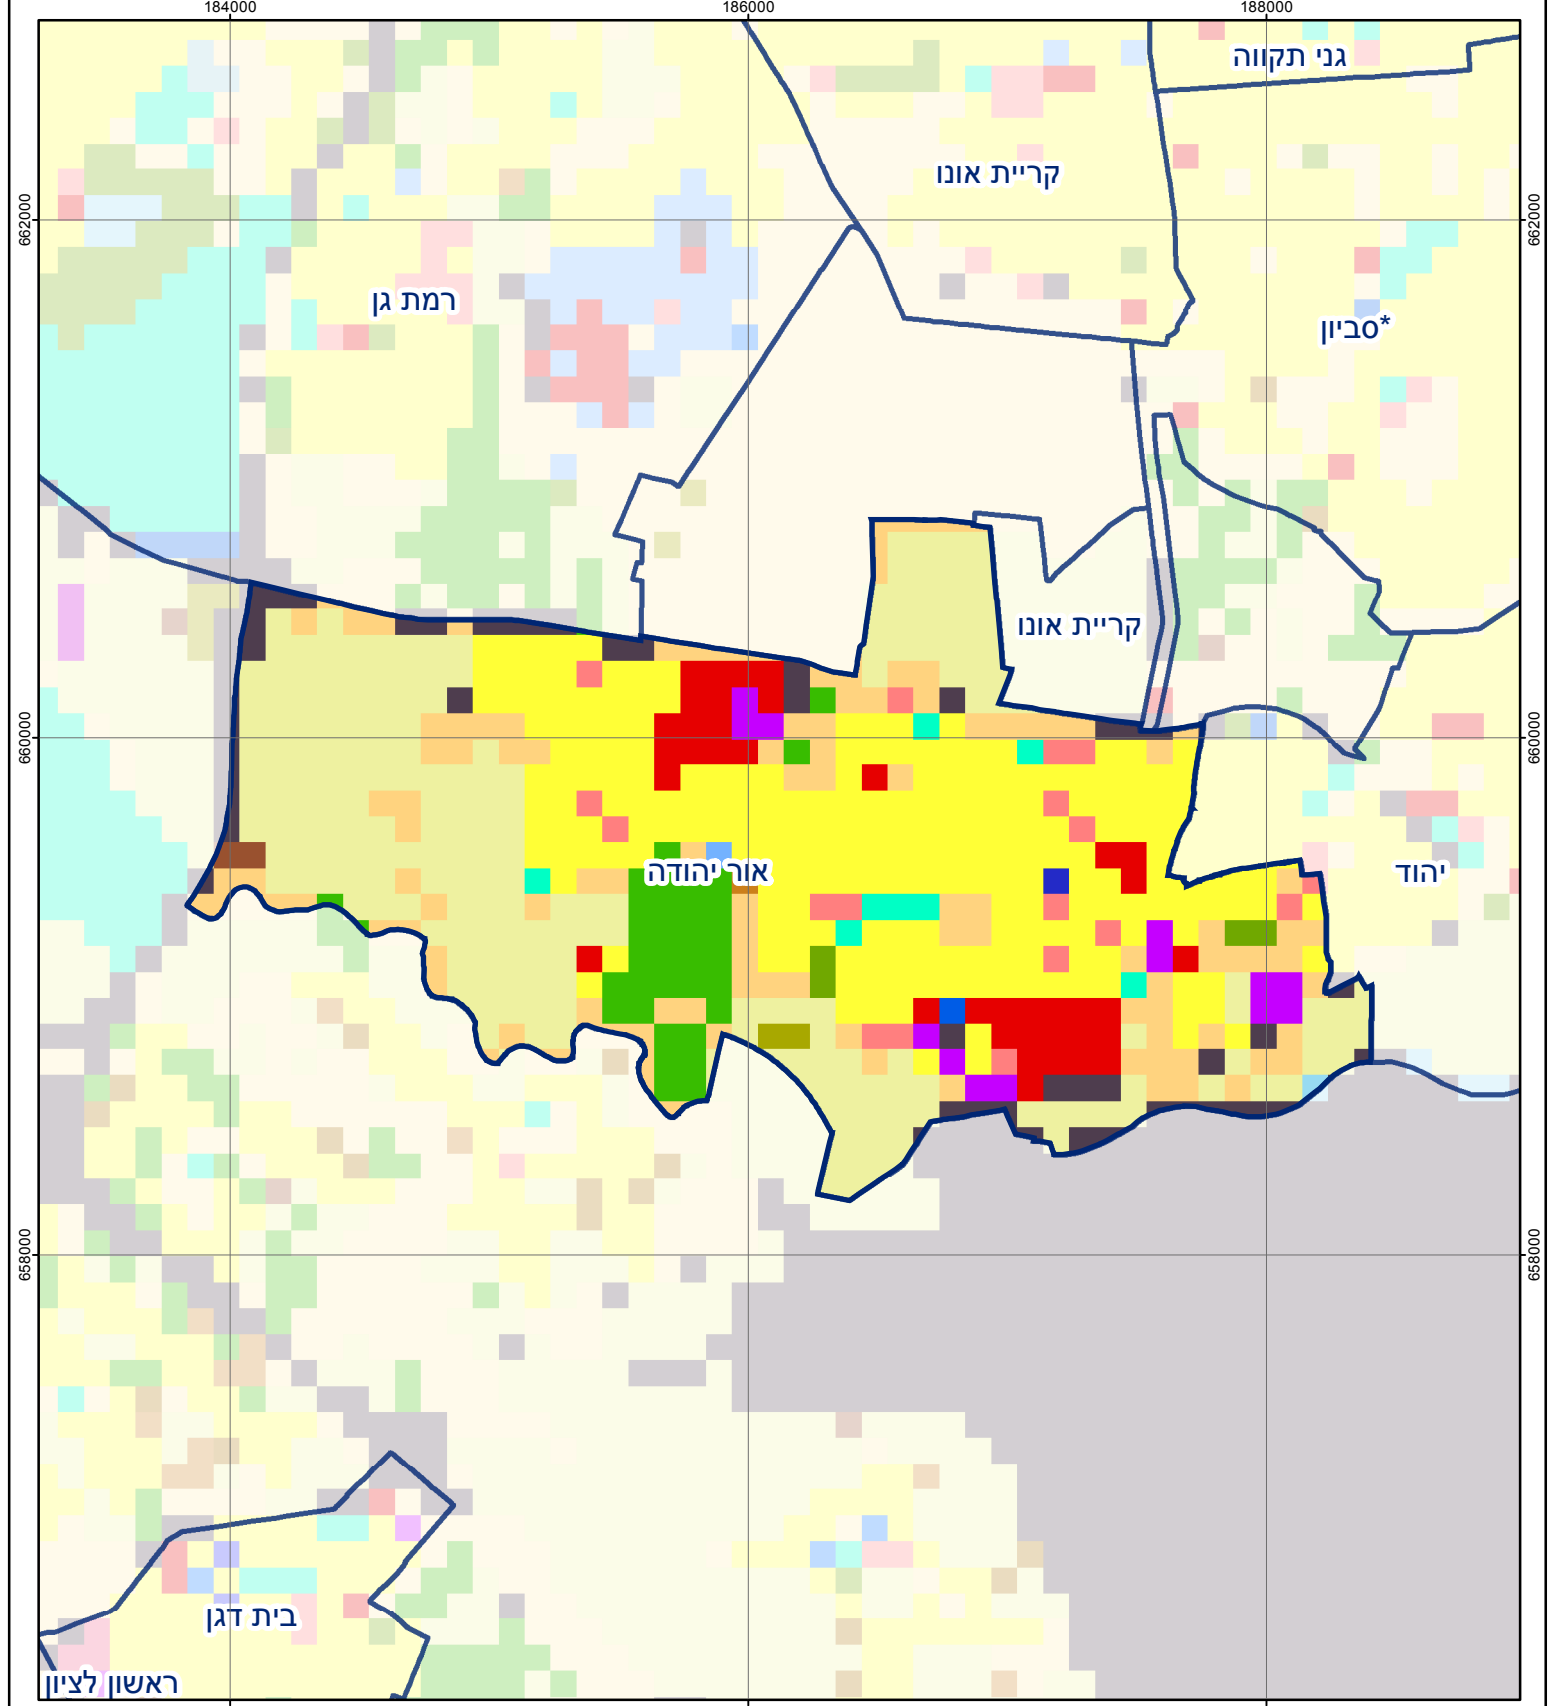 184000
186000
188000
גני תקווה
קריית אונו
662000
662000
רמת גן
*סביון
קריית אונו
660000
660000
אור יהודה
יהוד
658000
658000
בית דגן
ראשון לציון